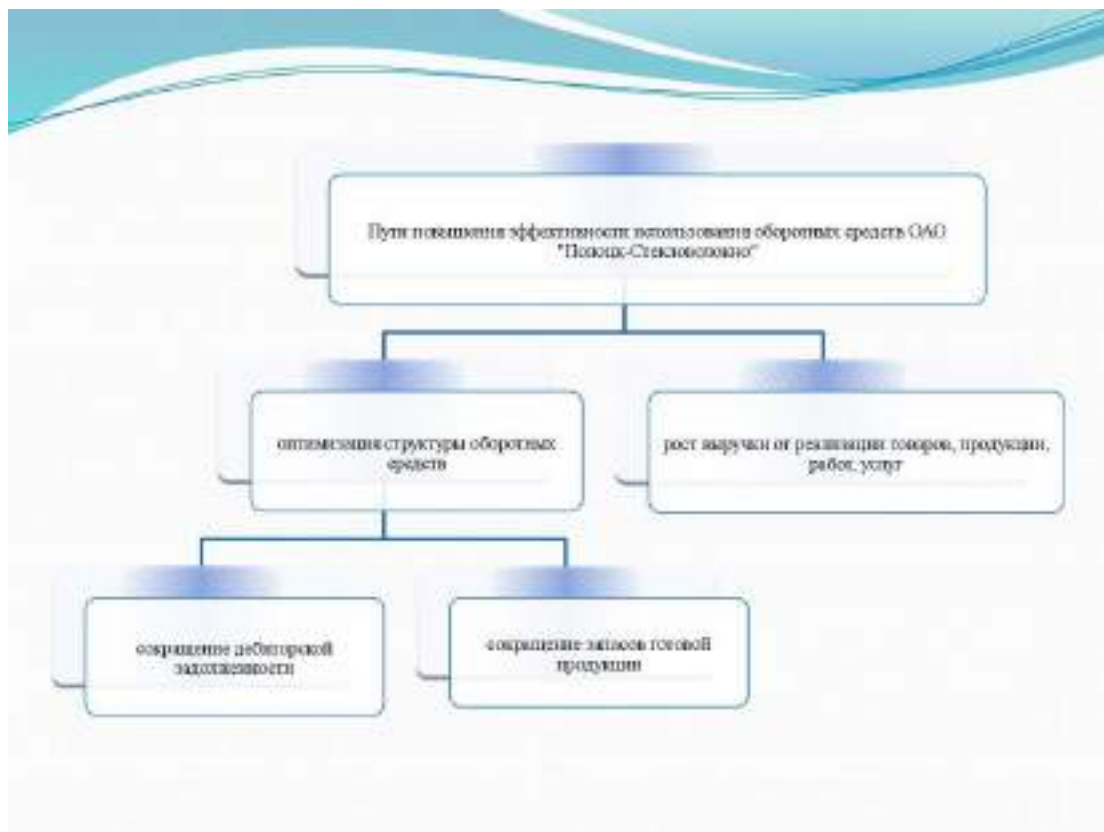 Пути повышения эффективности использования оборотных средств ОАО
"Полоцк-Стекловолокно"
оптимизация структуры оборотных
средств
рост выручки от реализации товаров, продукции,
работ, услуг
сокращение дебиторской
задолженности
сокращение запасов готовой
продукции